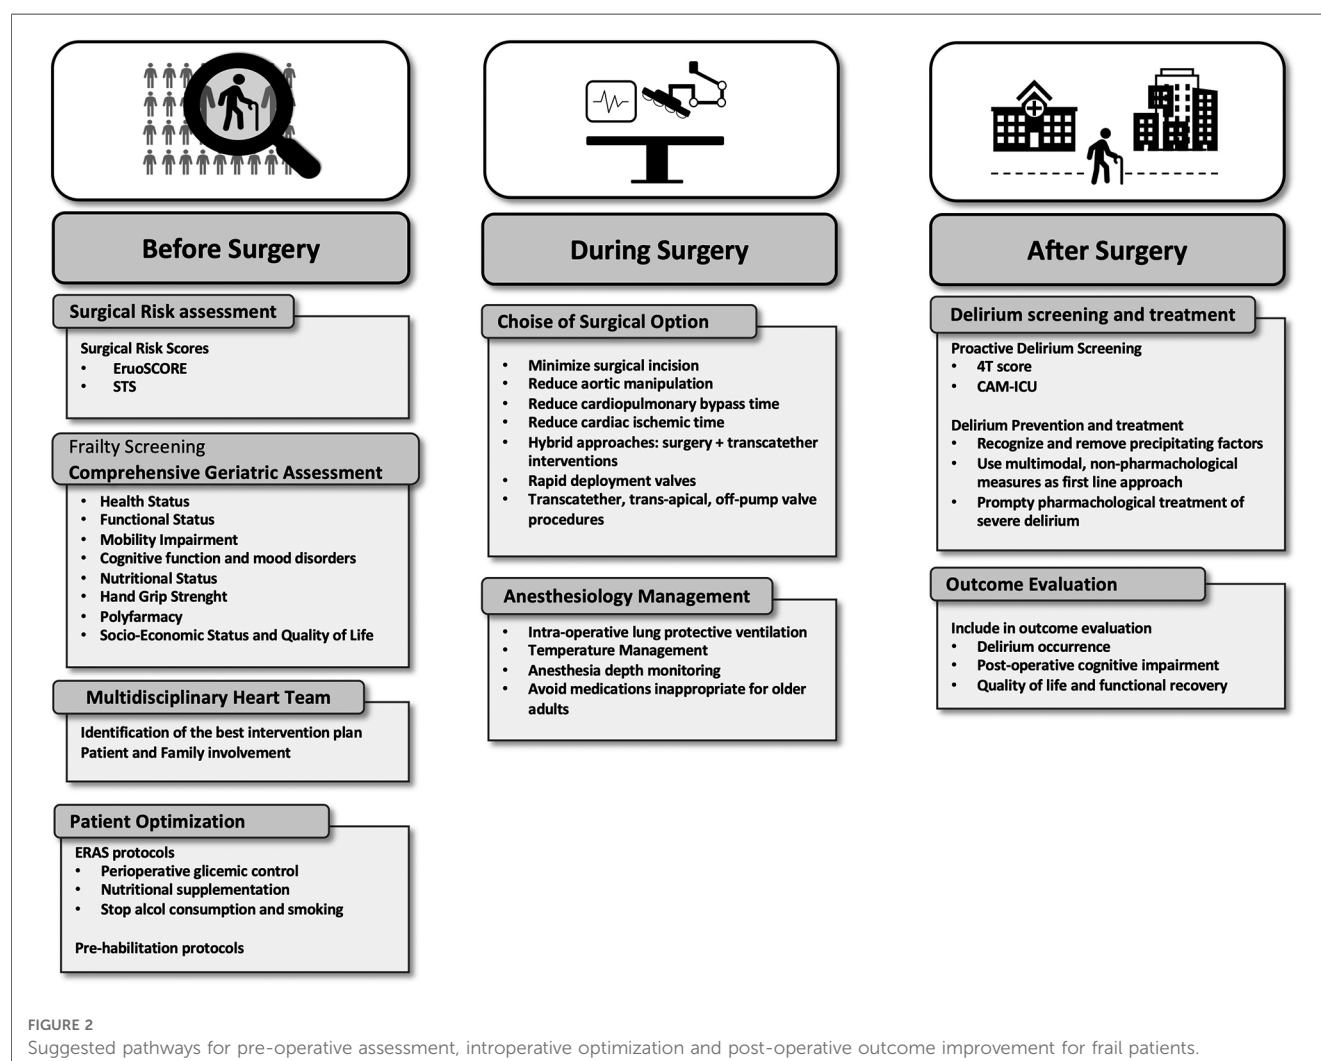 Before Surgery
Surgical Risk assessment
Surgical Risk Scores
• EruoSCORE
• STS
Frailty Screening
Comprehensive Geriatric Assessment
• Health Status
• Functional Status
• Mobility Impairment
• Cognitive function and mood disorders
• Nutritional Status
• Hand Grip Strenght
• Polyfarmacy
• Socio-Economic Status and Quality of Life
Multidisciplinary Heart Team
Identification of the best intervention plan
Patient and Family involvement
Patient Optimization
ERAS protocols
• Perioperative glicemic control
• Nutritional supplementation
• Stop alcol consumption and smoking
Pre-habilitation protocols
During Surgery
Choise of Surgical Option
• Minimize surgical incision
• Reduce aortic manipulation
• Reduce cardiopulmonary bypass time
• Reduce cardiac ischemic time
• Hybrid approaches: surgery + transcatether
interventions
• Rapid deployment valves
• Transcatether, trans-apical, off-pump valve
procedures
Anesthesiology Management
• Intra-operative lung protective ventilation
• Temperature Management
• Anesthesia depth monitoring
• Avoid medications inappropriate for older
adults
After Surgery
Delirium screening and treatment
Proactive Delirium Screening
• 4T score
• CAM-ICU
Delirium Prevention and treatment
• Recognize and remove precipitating factors
• Use multimodal, non-pharmachological
measures as first line approach
• Prompty pharmachological treatment of
severe delirium
Outcome Evaluation
Include in outcome evaluation
• Delirium occurrence
• Post-operative cognitive impairment
• Quality of life and functional recovery
FIGURE 2
Suggested pathways for pre-operative assessment, introperative optimization and post-operative outcome improvement for frail patients.